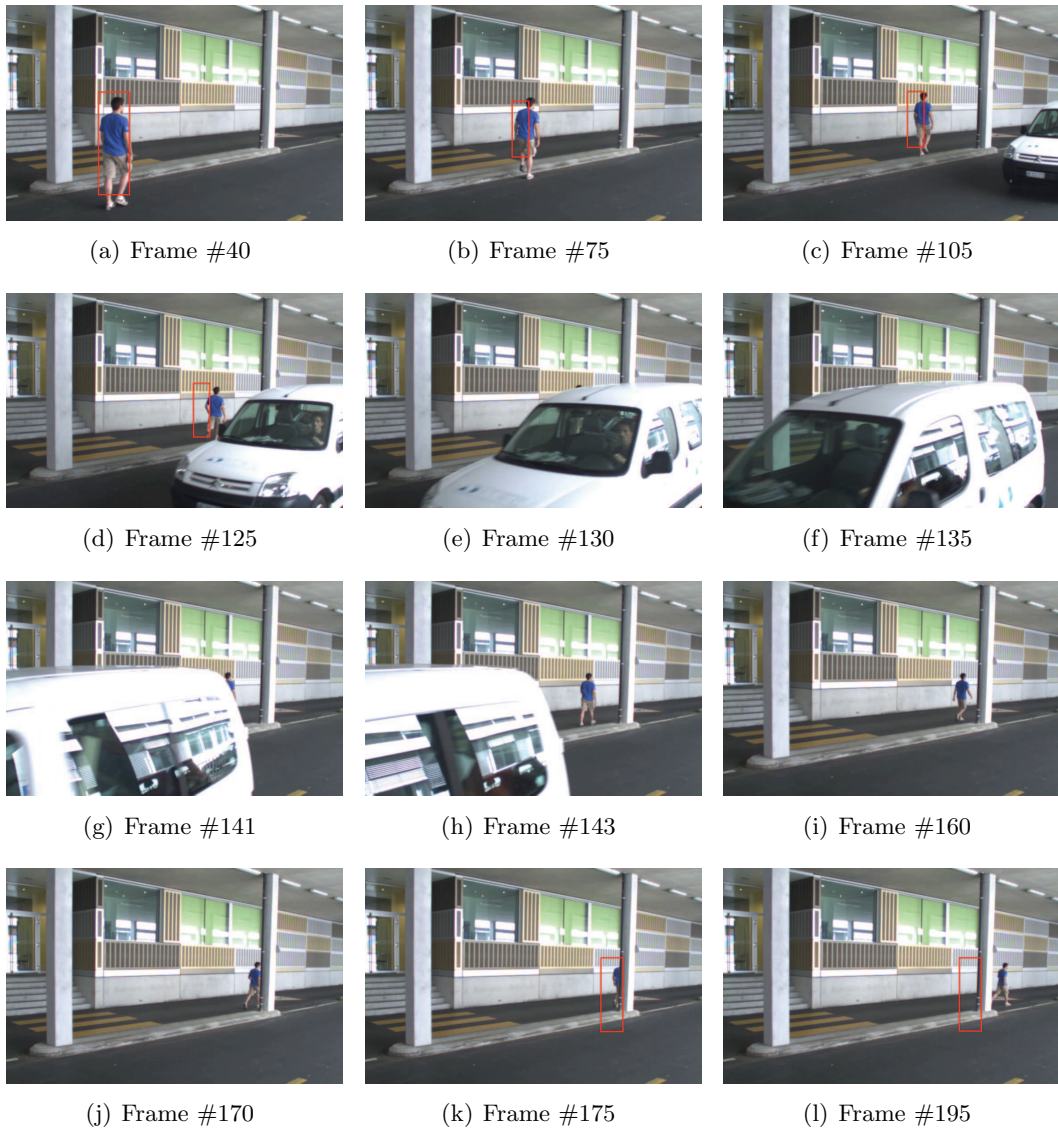 (a) Frame #40
(b) Frame #75
(c) Frame #105
(d) Frame #125
(e) Frame #130
(f) Frame #135
(g) Frame #141
(h) Frame #143
(i) Frame #160
(j) Frame #170
(k) Frame #175
(l) Frame #195